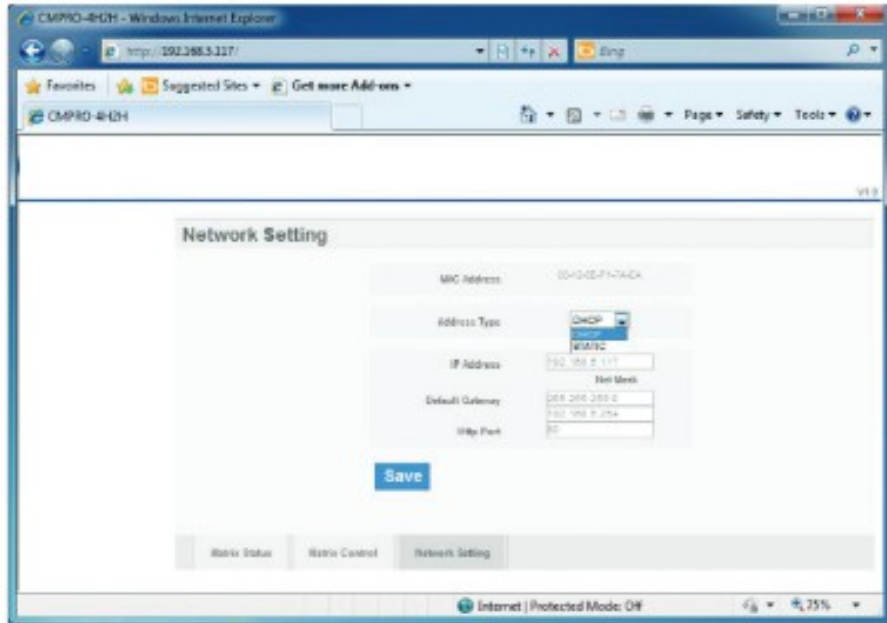 CMPRO-4H2H - Windows Internet Explorer
http://192.168.5.117/
Bing
Favorites Suggested Sites Get more Add-ons
CMPRO-4H2H
Page Safety Tools
V1.0
Network Setting
MAC Address
Address Type DHCP
DHCP
STATIC
IP Address 192.168.5.117
Net Mask
Default Gateway 255.255.255.0
192.168.5.254
Http Port 80
Save
Matrix Status Matrix Control Network Setting
Internet | Protected Mode: Off 75%